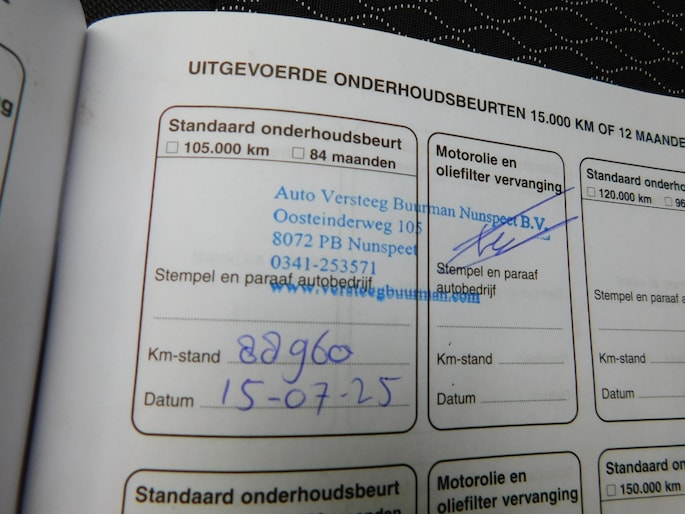 UITGEVOERDE ONDERHOUDSBEURTEN 15.000 KM OF 12 MAANDE
Standaard onderhoudsbeurt
☐ 105.000 km ☐ 84 maanden
Auto Versteeg Buurman Nunspeet B.V.
Oosteinderweg 105
8072 PB Nunspeet
0341-253571
www.versteegbuurman.com
Stempel en paraaf autobedrijf
Km-stand 88960
Datum 15-07-25
Motorolie en
oliefilter vervanging
Stempel en paraaf
autobedrijf
Km-stand
Datum
Standaard onderho
☐ 120.000 km ☐ 96
Stempel en paraaf a
Km-stand
Datum
Standaard onderhoudsbeurt
Motorolie en
oliefilter vervanging
Standaard o
☐ 150.000 km